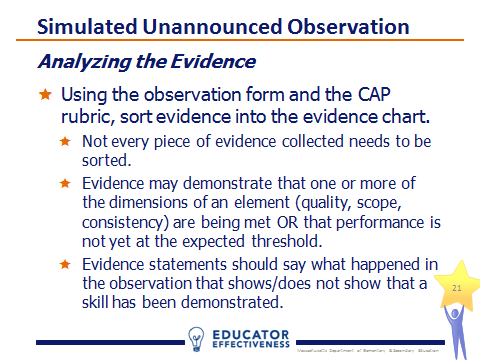 Simulated Unannounced Observation
Analyzing the Evidence
Using the observation form and the CAP
rubric, sort evidence into the evidence chart.
Not every piece of evidence collected needs to be
sorted.
Evidence may demonstrate that one or more of
the dimensions of an element (quality, scope,
consistency) are being met OR that performance is
not yet at the expected threshold.
Evidence statements should say what happened in
the observation that shows/does not show that a
skill has been demonstrated.
21
EDUCATOR
EFFECTIVENESS
Massachusetts Department of Elementary & Secondary Education